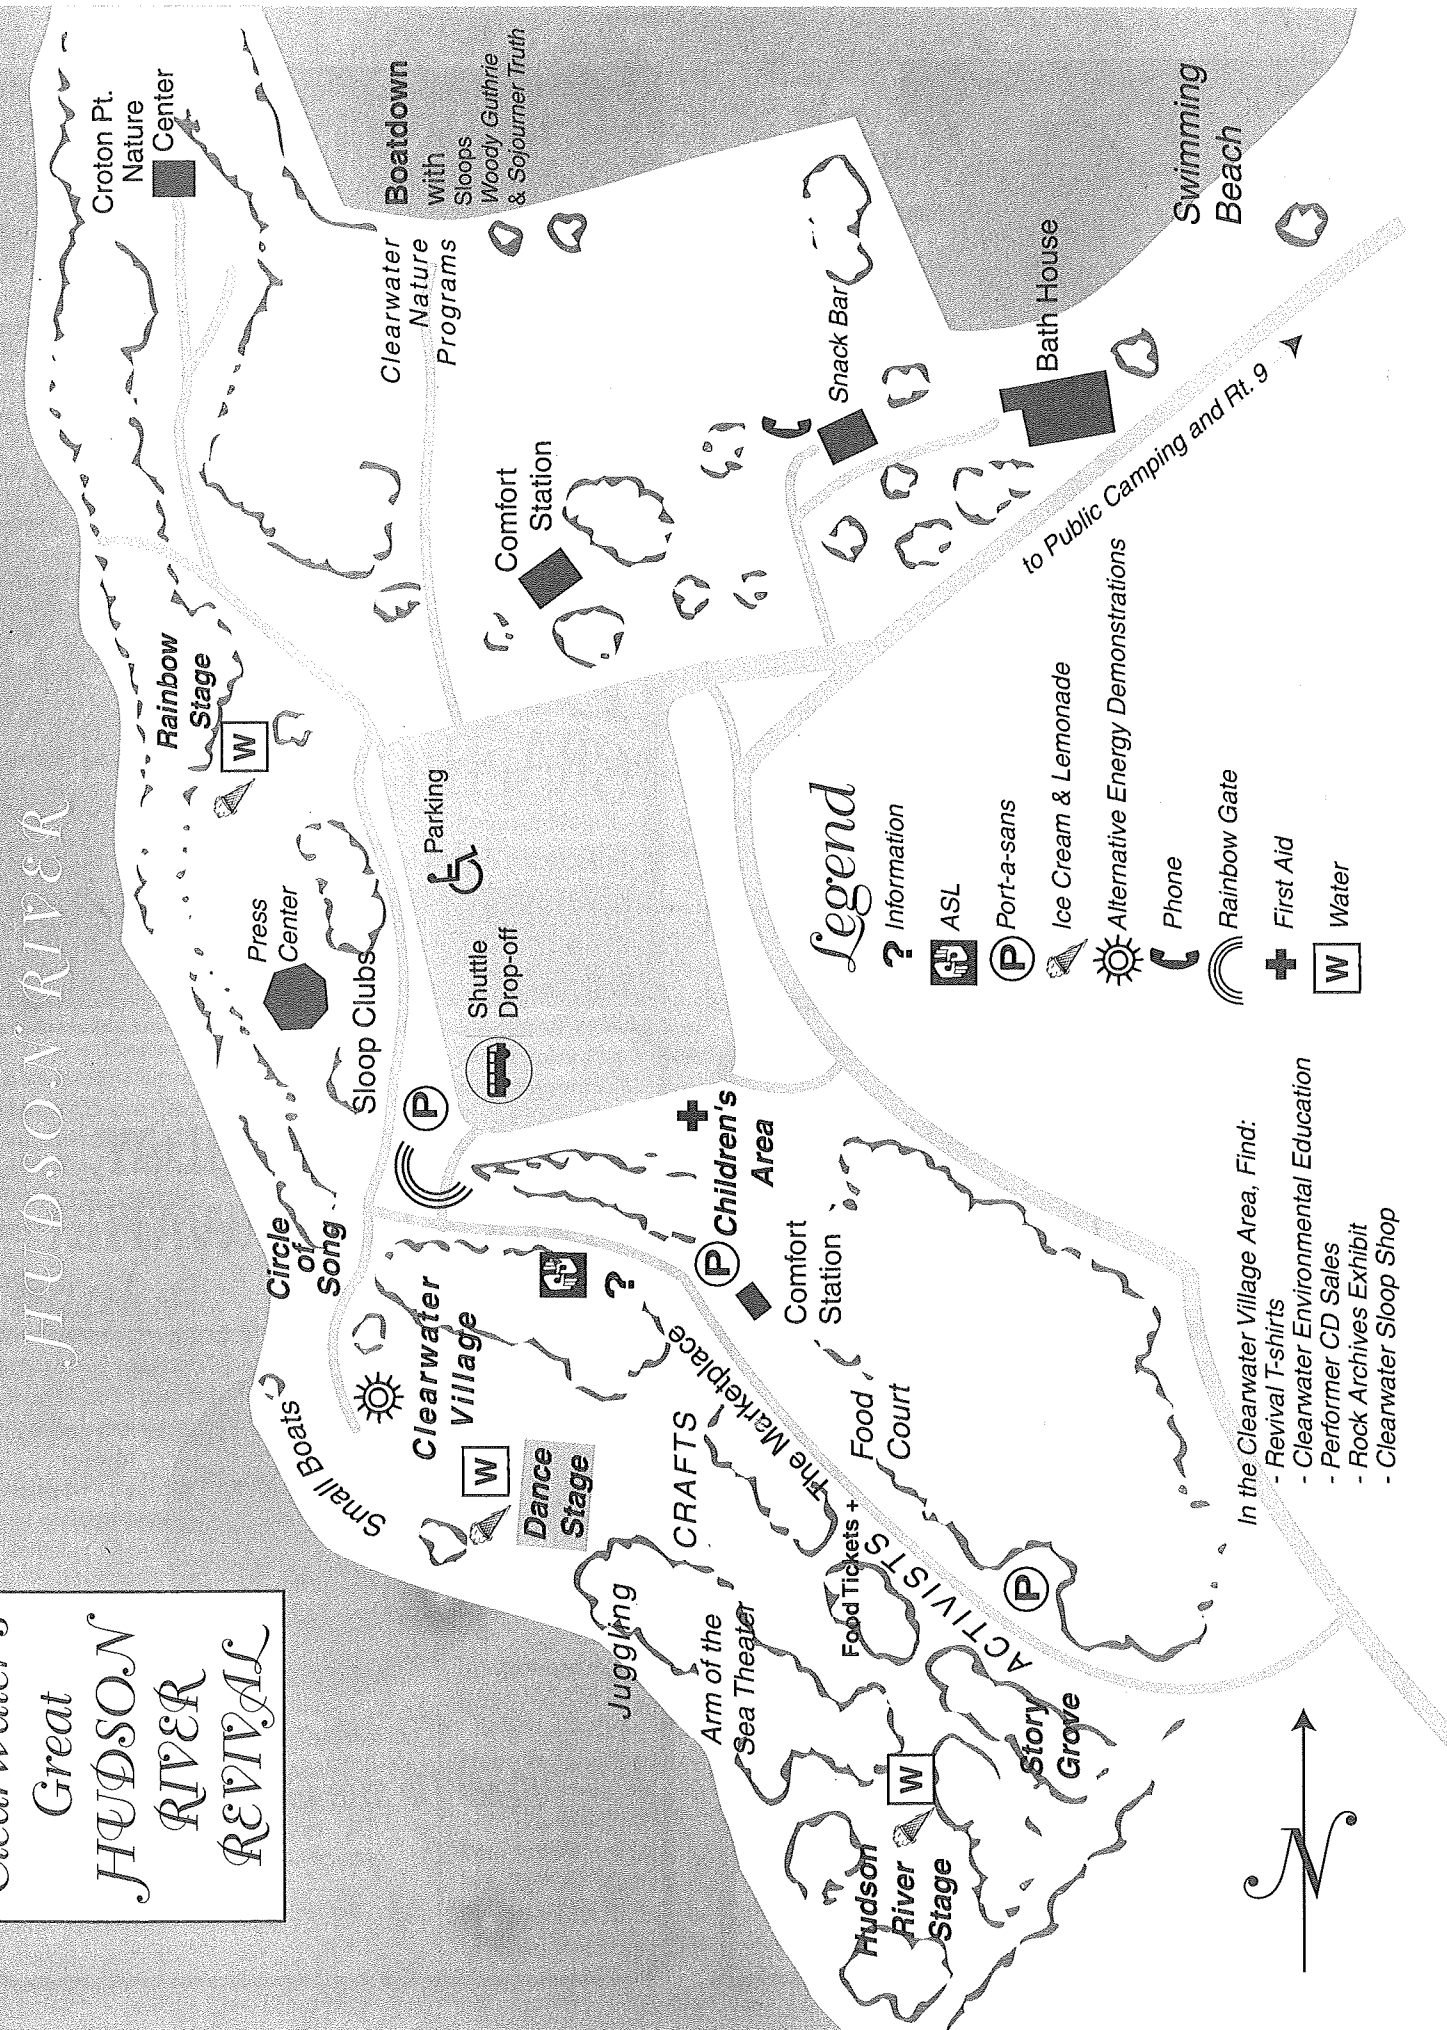 Great
HUDSON
RIVER
REVIVAL
HUDSON RIVER
Croton Pt.
Nature
Center
Boatdown
with
Sloops
Woody Guthrie
& Sojourner Truth
Clearwater
Nature
Programs
Swimming
Beach
Snack Bar
Bath House
Comfort
Station
to Public Camping and Rt. 9
Rainbow
Stage
W
Parking
Press
Center
Sloop Clubs
Shuttle
Drop-off
P
Circle
of
Song
Children's
Area
P
Comfort
Station
?
Clearwater
Village
Small Boats
W
Dance
Stage
CRAFTS
The Marketplace
Food
Court
Juggling
Arm of the
Sea Theater
Food Tickets +
ACTIVISTS
P
Story
Grove
W
Hudson
River
Stage
Legend
? Information
ASL
P Port-a-sans
Ice Cream & Lemonade
Alternative Energy Demonstrations
Phone
Rainbow Gate
First Aid
W Water
In the Clearwater Village Area, Find:
- Revival T-shirts
- Clearwater Environmental Education
- Performer CD Sales
- Rock Archives Exhibit
- Clearwater Sloop Shop
N